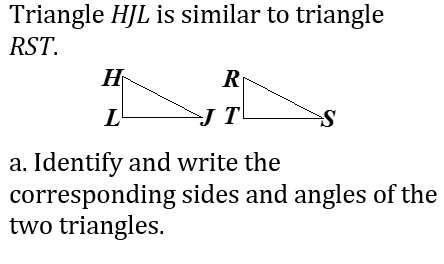 Triangle HJL is similar to triangle
RST.
H R
L J T S
a. Identify and write the
corresponding sides and angles of the
two triangles.